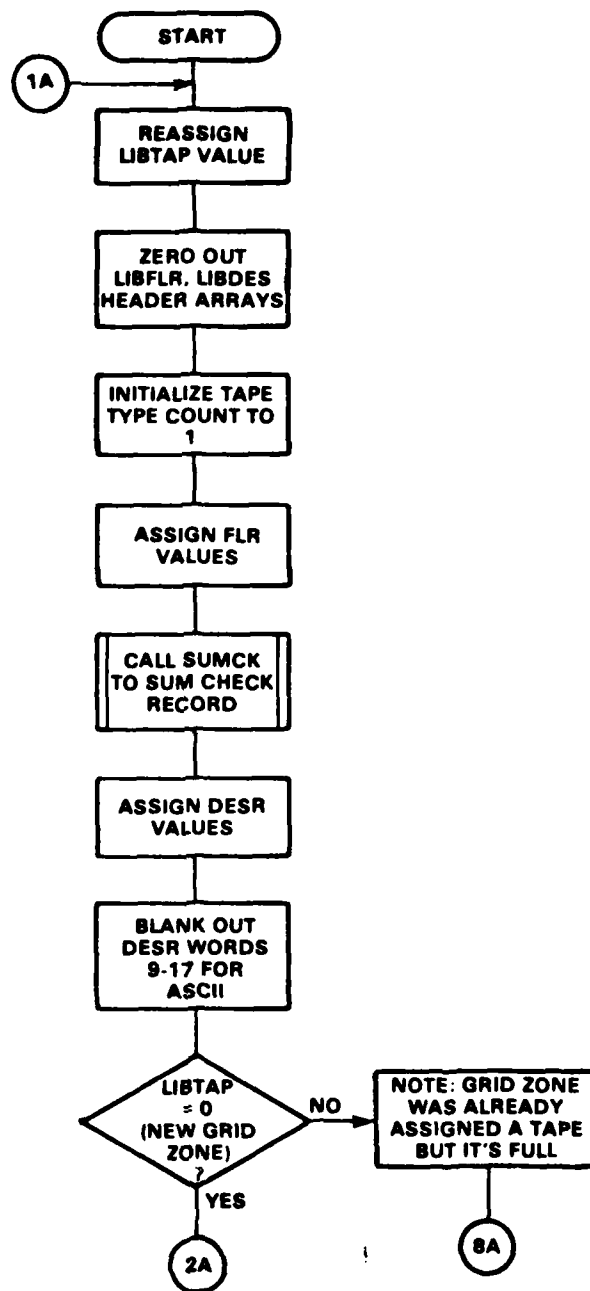 START
1A
REASSIGN
LIBTAP VALUE
ZERO OUT
LIBFLR, LIBDES
HEADER ARRAYS
INITIALIZE TAPE
TYPE COUNT TO
1
ASSIGN FLR
VALUES
CALL SUMCK
TO SUM CHECK
RECORD
ASSIGN DESR
VALUES
BLANK OUT
DESR WORDS
9-17 FOR
ASCII
LIBTAP
= 0
(NEW GRID
ZONE)
?
NO
NOTE: GRID ZONE
WAS ALREADY
ASSIGNED A TAPE
BUT IT'S FULL
YES
2A
8A